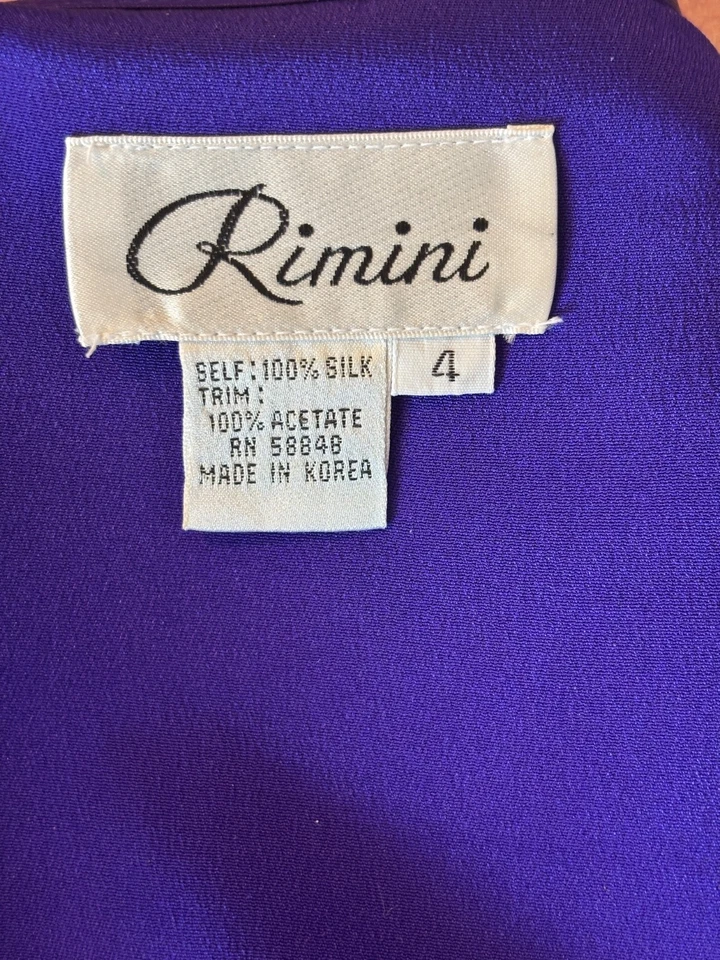 Rimini
4
SELF: 100% SILK
TRIM:
100% ACETATE
RN 58848
MADE IN KOREA